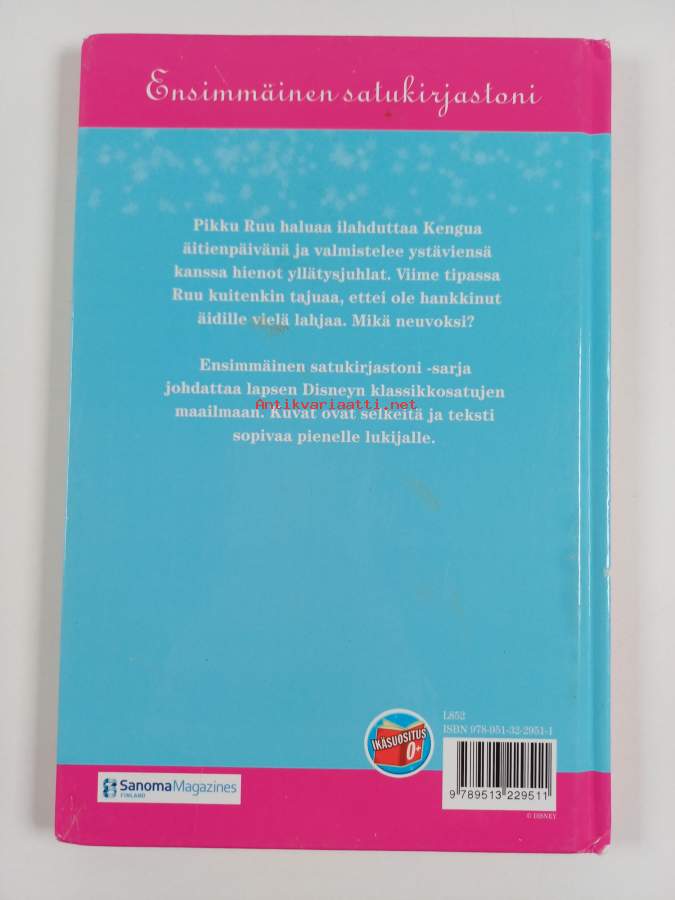 Ensimmäinen satukirjastoni
Pikku Ruu haluaa ilahduttaa Kengua
äitienpäivänä ja valmistelee ystäviensä
kanssa hienot yllätysjuhlat. Viime tipassa
Ruu kuitenkin tajuaa, ettei ole hankkinut
äidille vielä lahjaa. Mikä neuvoksi?
Ensimmäinen satukirjastoni -sarja
johdattaa lapsen Disneyn klassikkosatujen
maailmaan. Kuvat ovat selkeitä ja teksti
sopivaa pienelle lukijalle.
Antikvariaatti.net
IKÄSUOSITUS
0+
L852
ISBN 978-951-32-2951-1
9 789513 229511
© DISNEY
SanomaMagazines
FINLAND